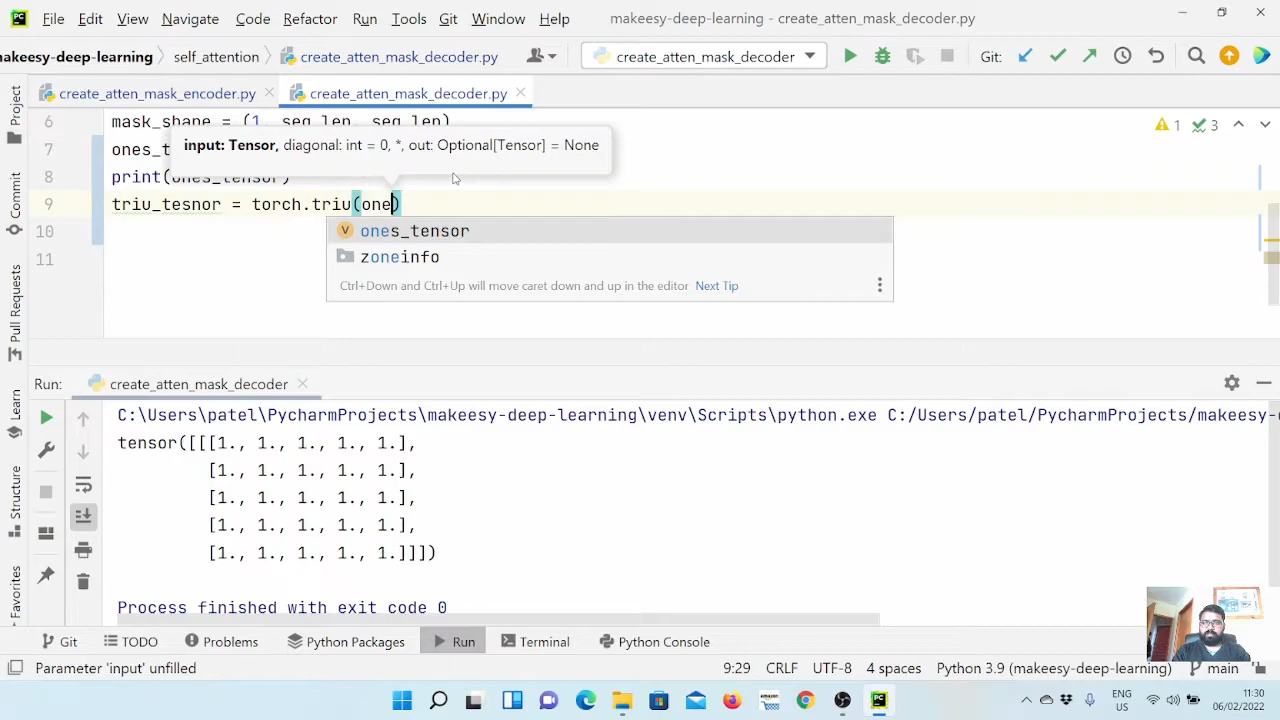 PC File Edit View Navigate Code Refactor Run Tools Git Window Help makeesy-deep-learning - create_atten_mask_decoder.py
makeesy-deep-learning self_attention create_atten_mask_decoder.py create_atten_mask_decoder Git:
create_atten_mask_encoder.py create_atten_mask_decoder.py
Project
Commit
Pull Requests
Learn
Structure
Favorites
6 mask_shape = (1, seq_len, seq_len)
1 3
input: Tensor, diagonal: int = 0, *, out: Optional[Tensor] = None
7 ones_t
8 print(ones_tensor)
9 triu_tesnor = torch.triu(one)
10
11
V ones_tensor
zoneinfo
Ctrl+Down and Ctrl+Up will move caret down and up in the editor Next Tip
Run: create_atten_mask_decoder
C:\Users\patel\PycharmProjects\makeesy-deep-learning\venv\Scripts\python.exe C:/Users/patel/PycharmProjects/makeesy-d
tensor([[[1., 1., 1., 1., 1.],
[1., 1., 1., 1., 1.],
[1., 1., 1., 1., 1.],
[1., 1., 1., 1., 1.],
[1., 1., 1., 1., 1.]]])
Process finished with exit code 0
Git TODO Problems Python Packages Run Terminal Python Console
Parameter 'input' unfilled 9:29 CRLF UTF-8 4 spaces Python 3.9 (makeesy-deep-learning) main
amazon
ENG
US
11:30
06/02/2022